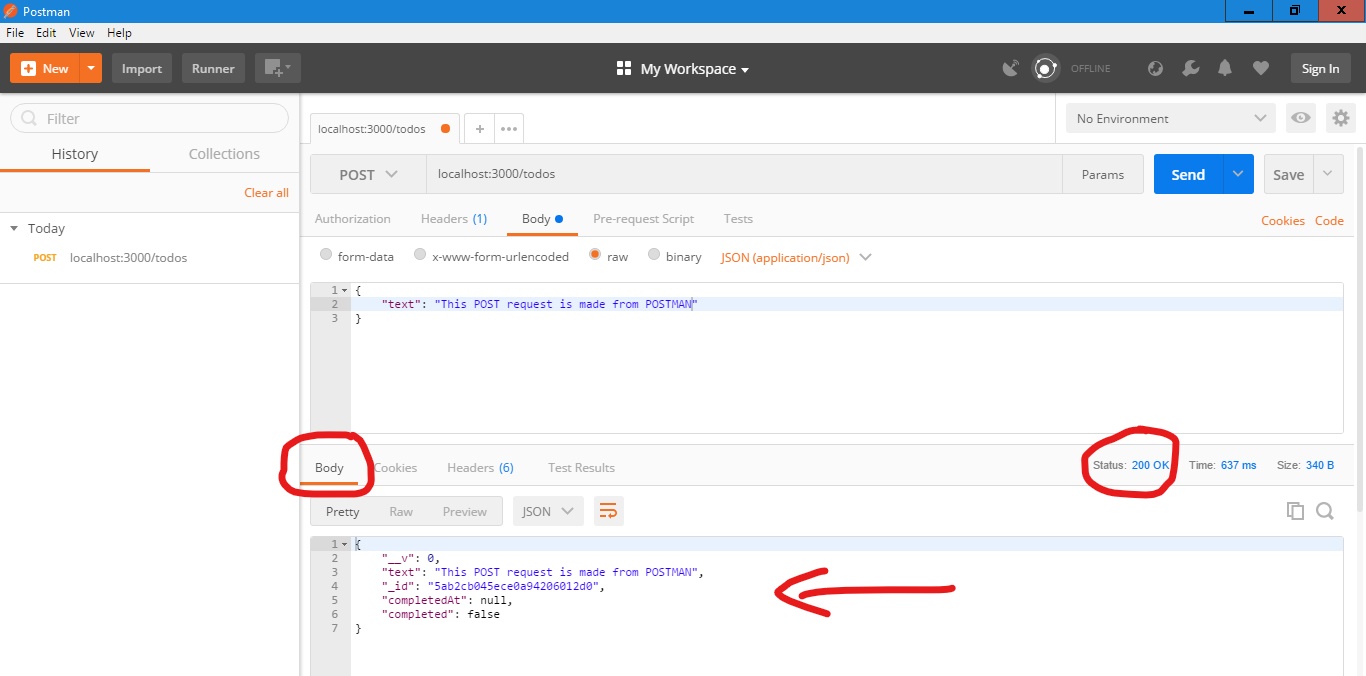 Postman
File Edit View Help
New Import Runner My Workspace OFFLINE Sign In
Filter
History Collections
Clear all
Today
POST localhost:3000/todos
localhost:3000/todos + ••• No Environment
POST localhost:3000/todos Params Send Save
Authorization Headers (1) Body Pre-request Script Tests Cookies Code
form-data x-www-form-urlencoded raw binary JSON (application/json)
1 {
2 "text": "This POST request is made from POSTMAN"
3 }
Body Cookies Headers (6) Test Results Status: 200 OK Time: 637 ms Size: 340 B
Pretty Raw Preview JSON
1 {
2 "__v": 0,
3 "text": "This POST request is made from POSTMAN",
4 "_id": "5ab2cb045ece0a94206012d0",
5 "completedAt": null,
6 "completed": false
7 }